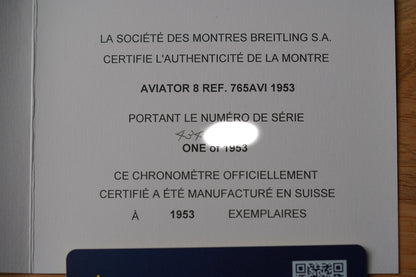 LA SOCIÉTÉ DES MONTRES BREITLING S.A.
CERTIFIE L'AUTHENTICITÉ DE LA MONTRE
AVIATOR 8 REF. 765AVI 1953
PORTANT LE NUMÉRO DE SÉRIE
434
ONE of 1953
CE CHRONOMÈTRE OFFICIELLEMENT
CERTIFIÉ A ÉTÉ MANUFACTURÉ EN SUISSE
À 1953 EXEMPLAIRES